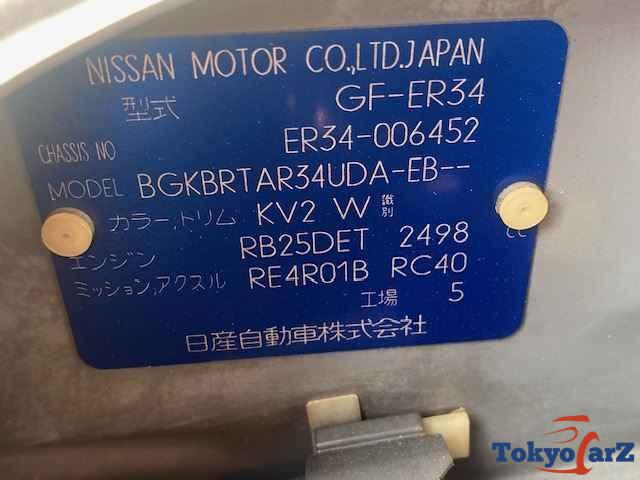 NISSAN MOTOR CO.,LTD.JAPAN
型式 GF-ER34
CHASSIS NO ER34-006452
MODEL BGKBRTAR34UDA-EB--
カラー,トリム KV2 W 識別
エンジン RB25DET 2498 CC
ミッション,アクスル RE4R01B RC40
工場 5
日産自動車株式会社
TokyoCarZ